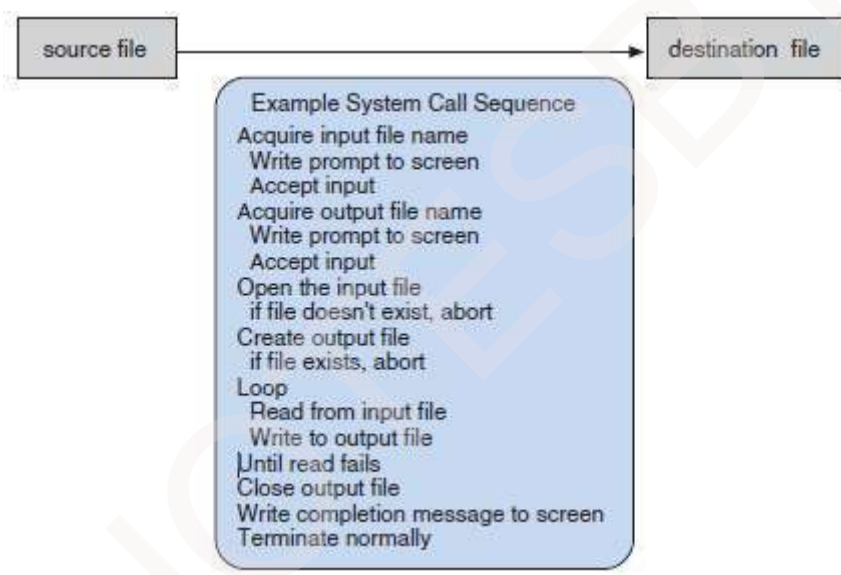 source file
destination file
Example System Call Sequence
Acquire input file name
Write prompt to screen
Accept input
Acquire output file name
Write prompt to screen
Accept input
Open the input file
if file doesn't exist, abort
Create output file
if file exists, abort
Loop
Read from input file
Write to output file
Until read fails
Close output file
Write completion message to screen
Terminate normally